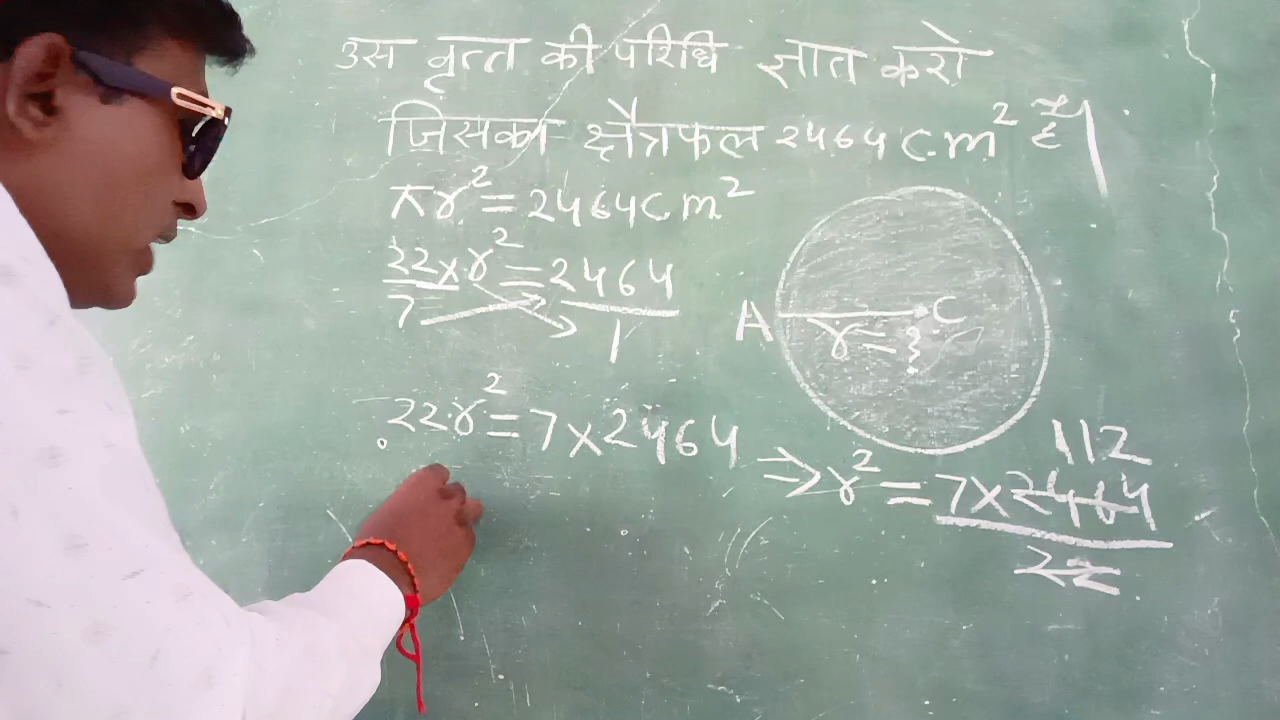 उस वृत्त की परिधि ज्ञात करो
जिसका क्षेत्रफल 2464 cm² है।
πr² = 2464 cm²
22/7 × r² = 2464/1
A C
r = ?
22r² = 7×2464
112
⇒ r² = 7×2464
22